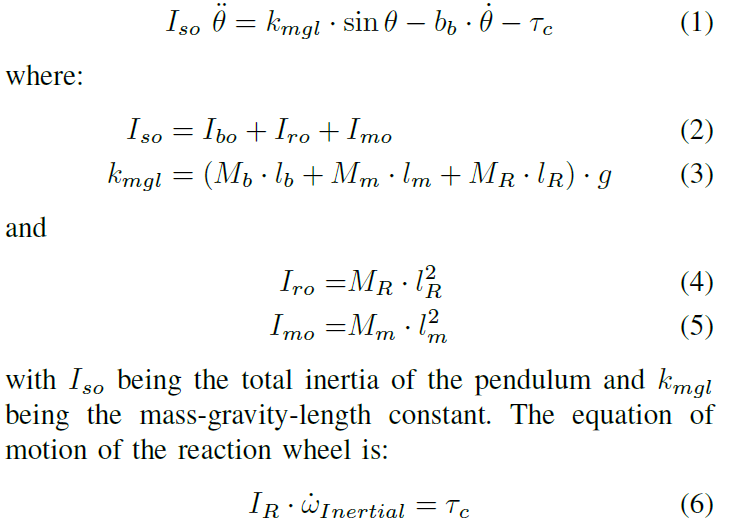 I_{so} θ̈ = k_{mgl} · sin θ − b_b · θ̇ − τ_c (1)
where:
I_{so} = I_{bo} + I_{ro} + I_{mo} (2)
k_{mgl} = (M_b · l_b + M_m · l_m + M_R · l_R) · g (3)
and
I_{ro} = M_R · l_R^2 (4)
I_{mo} = M_m · l_m^2 (5)
with I_{so} being the total inertia of the pendulum and k_{mgl}
being the mass-gravity-length constant. The equation of
motion of the reaction wheel is:
I_R · ω̇_{Inertial} = τ_c (6)